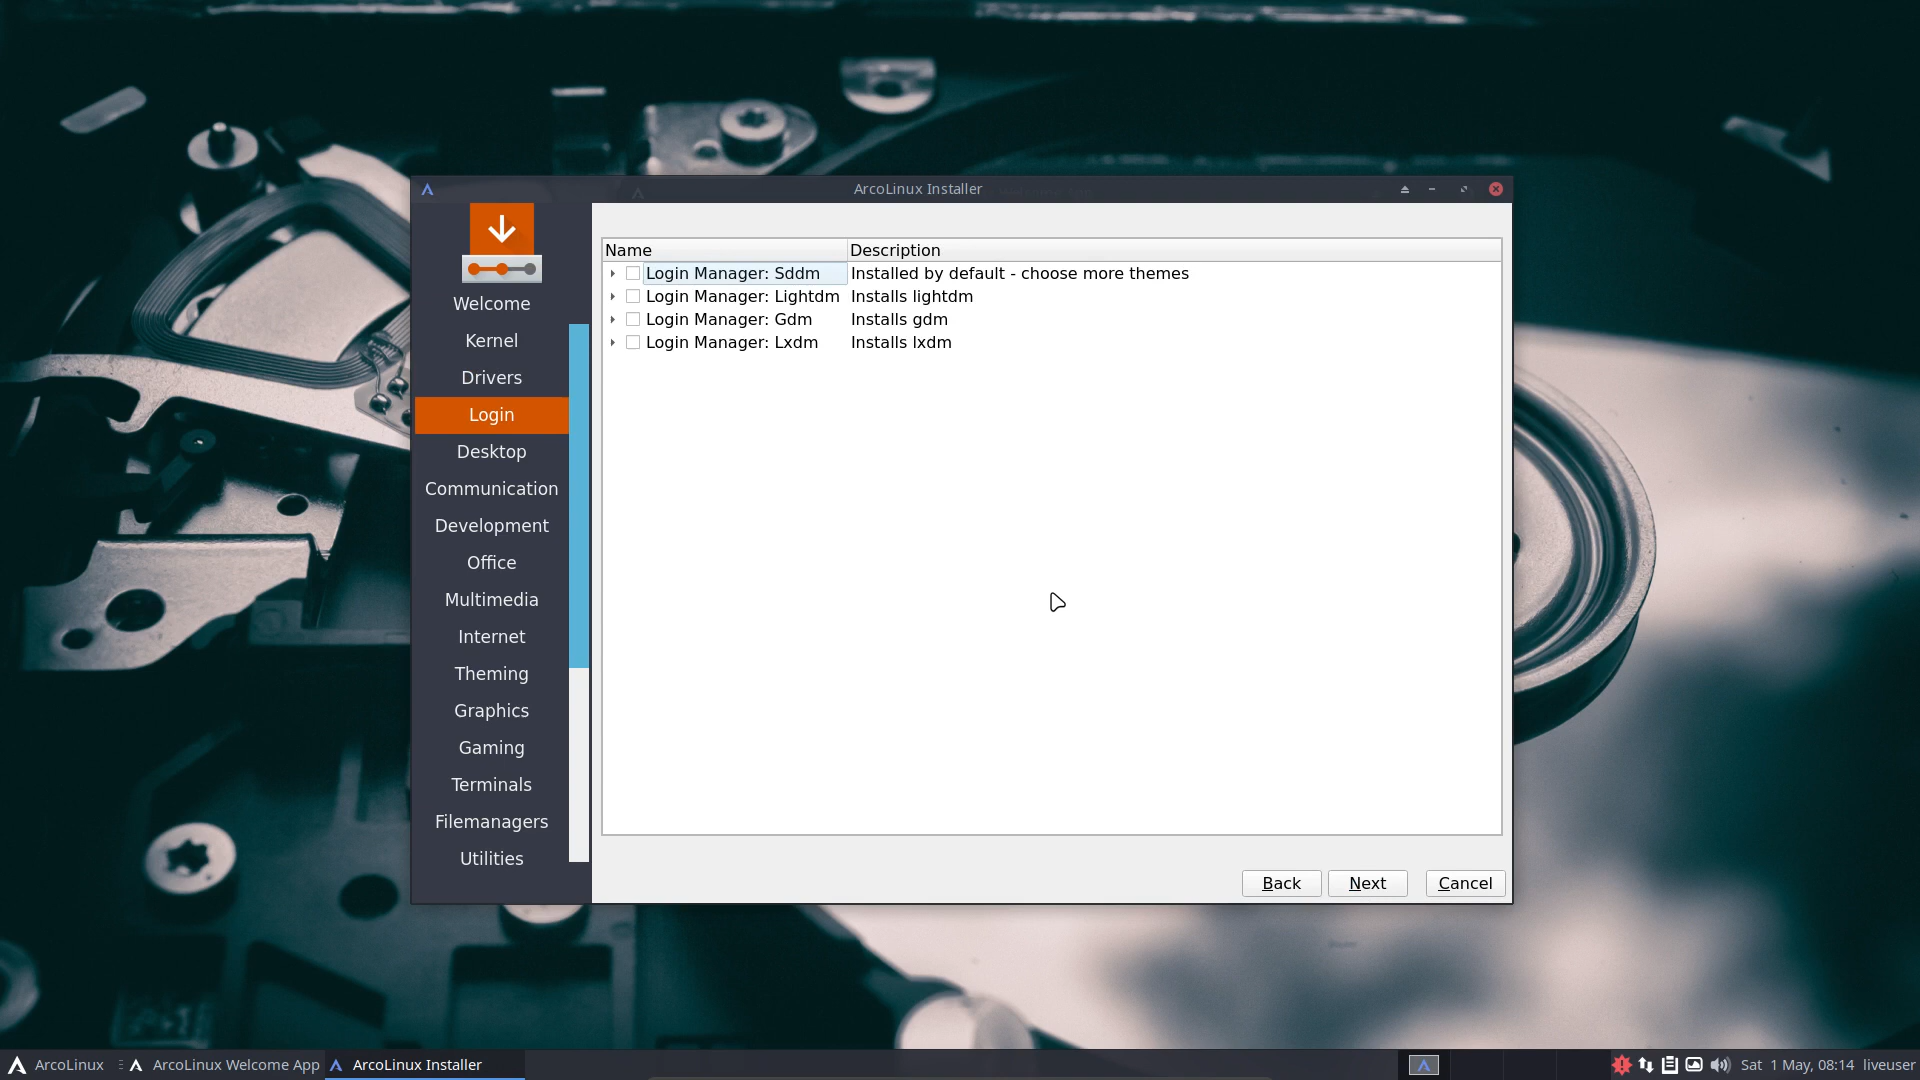 ArcoLinux Installer
Welcome
Kernel
Drivers
Login
Desktop
Communication
Development
Office
Multimedia
Internet
Theming
Graphics
Gaming
Terminals
Filemanagers
Utilities
Name Description
Login Manager: Sddm Installed by default - choose more themes
Login Manager: Lightdm Installs lightdm
Login Manager: Gdm Installs gdm
Login Manager: Lxdm Installs lxdm
Back Next Cancel
ArcoLinux ArcoLinux Welcome App ArcoLinux Installer Sat 1 May, 08:14 liveuser